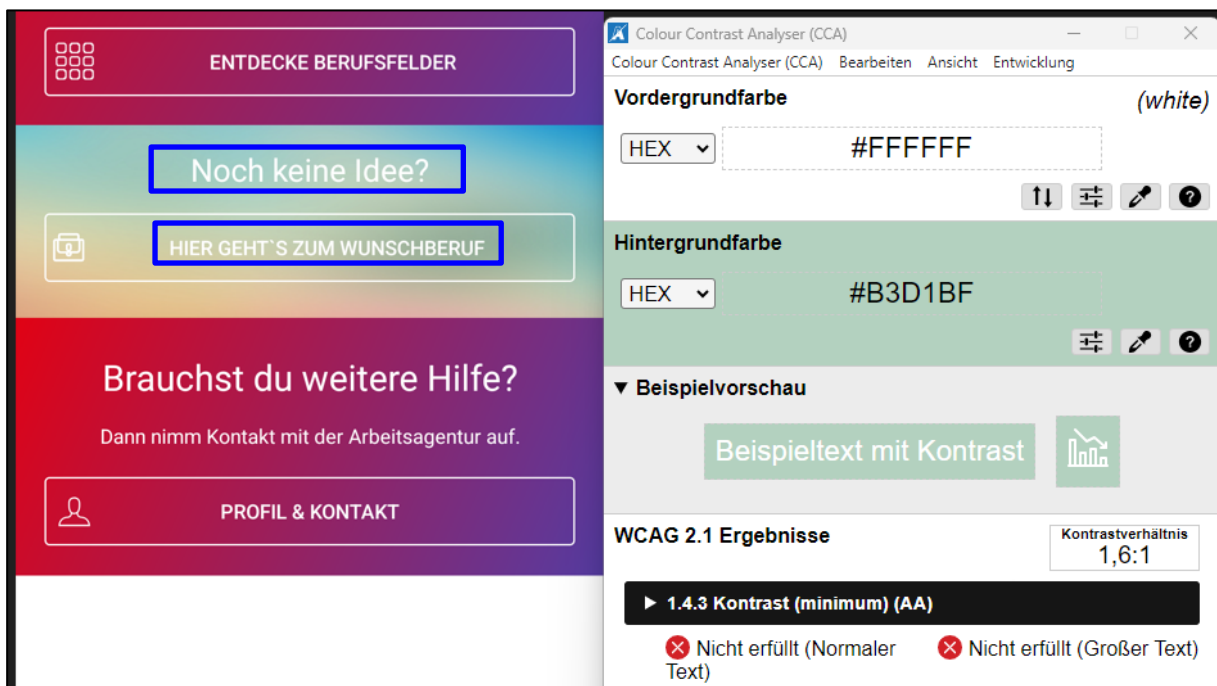 ENTDECKE BERUFSFELDER
Noch keine Idee?
HIER GEHT`S ZUM WUNSCHBERUF
Brauchst du weitere Hilfe?
Dann nimm Kontakt mit der Arbeitsagentur auf.
PROFIL & KONTAKT
Colour Contrast Analyser (CCA)
Colour Contrast Analyser (CCA) Bearbeiten Ansicht Entwicklung
Vordergrundfarbe (white)
HEX #FFFFFF
Hintergrundfarbe
HEX #B3D1BF
▼ Beispielvorschau
Beispieltext mit Kontrast
WCAG 2.1 Ergebnisse
Kontrastverhältnis
1,6:1
▶ 1.4.3 Kontrast (minimum) (AA)
Nicht erfüllt (Normaler Text)
Nicht erfüllt (Großer Text)